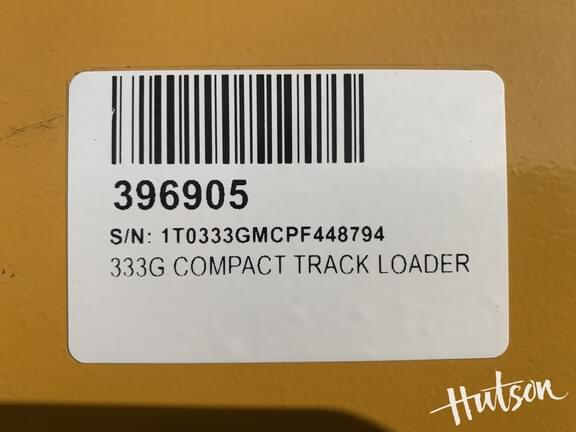 396905
S/N: 1T0333GMCPF448794
333G COMPACT TRACK LOADER
Hutson